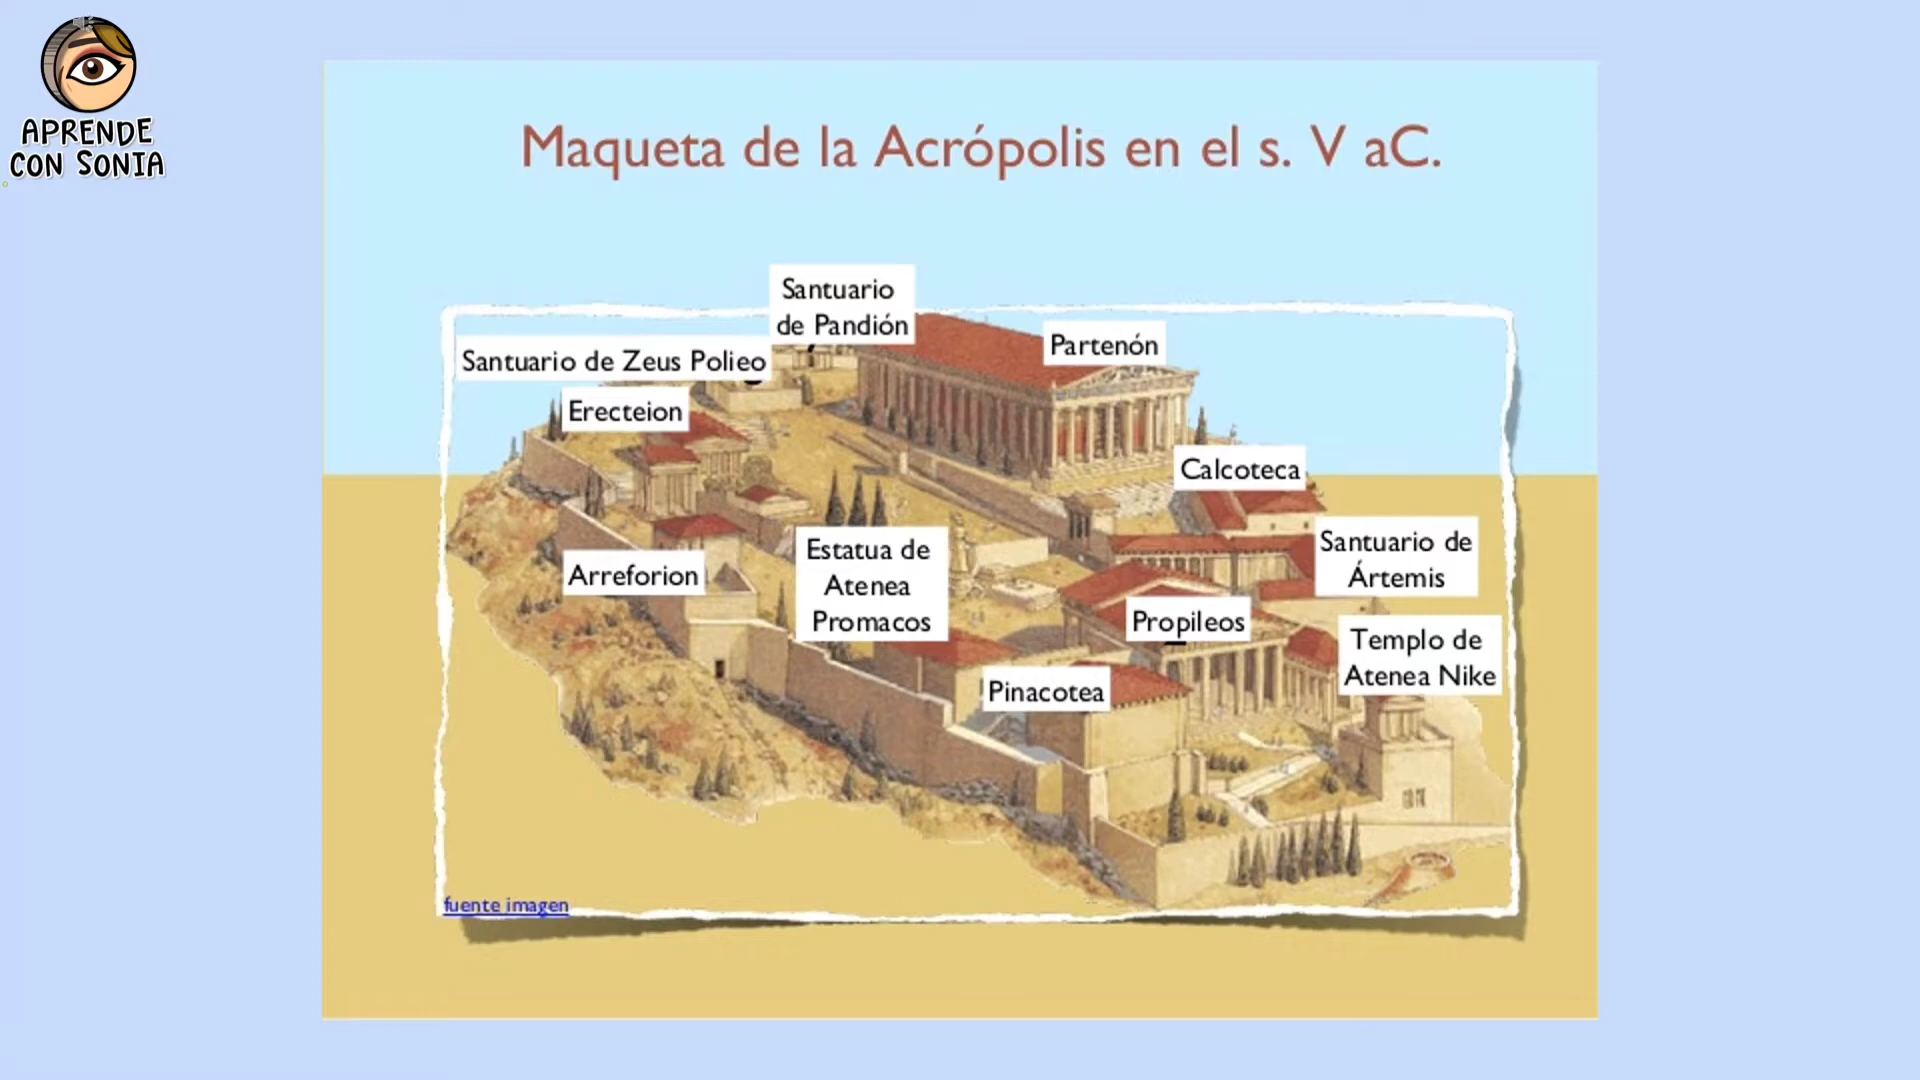 APRENDE
CON SONIA
Maqueta de la Acrópolis en el s. V aC.
Santuario
de Pandión
Partenón
Santuario de Zeus Polieo
Erecteion
Calcoteca
Santuario de
Ártemis
Estatua de
Atenea
Promacos
Arreforion
Propileos
Templo de
Atenea Nike
Pinacotea
fuente imagen